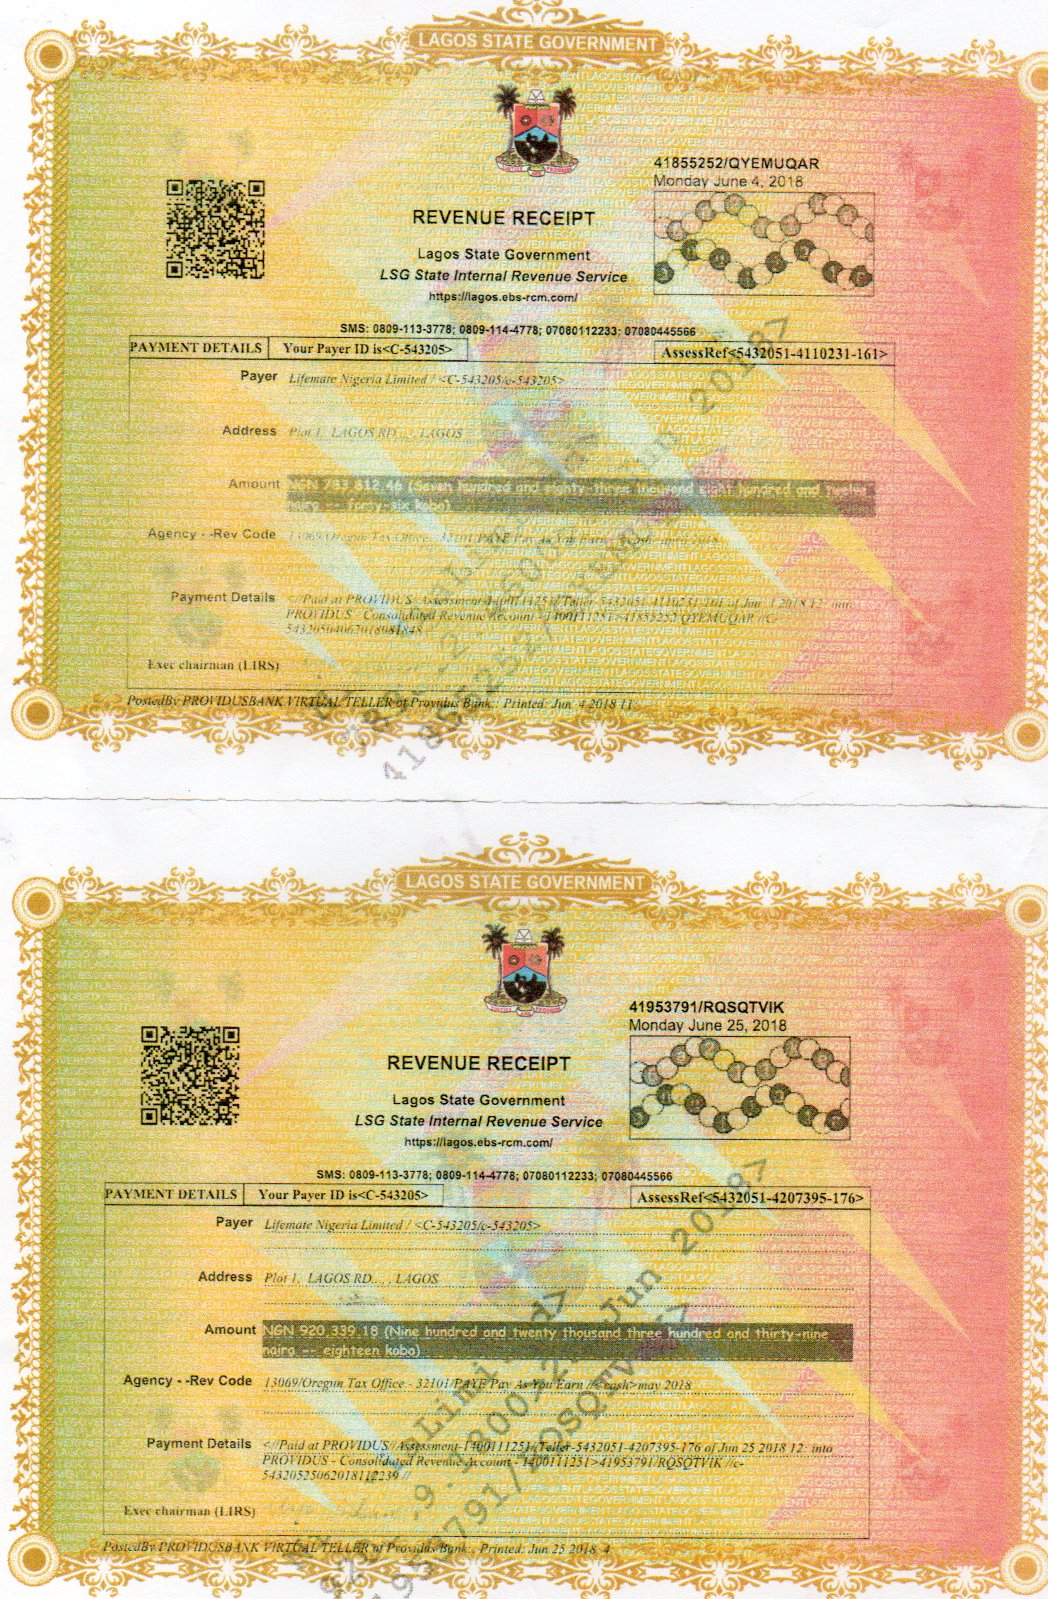 LAGOS STATE GOVERNMENT
41855252/QYEMUQAR
Monday June 4, 2018
REVENUE RECEIPT
Lagos State Government
LSG State Internal Revenue Service
https://lagos.ebs-rcm.com/
SMS: 0809-113-3778; 0809-114-4778; 07080112233; 07080445566
PAYMENT DETAILS Your Payer ID is<C-543205> AssessRef<5432051-4110231-161>
Payer Lifemate Nigeria Limited / <C-543205/c-543205>
Address Plot 1, LAGOS RD..., LAGOS
Amount NGN 783,812.46 (Seven hundred and eighty-three thousand eight hundred and twelve
naira -- forty-six kobo)
Agency - -Rev Code 13069/Oregun Tax Office - 32101/PAYE Pay As You Earn 2018
Payment Details <//Paid at PROVIDUS 5432051-4110231-161 of Jun 4 2018 12: into
PROVIDUS - Consolidated Revenue Account - 1400111251>41855252/QYEMUQAR //c-
54320504062018081848
Exec chairman (LIRS)
PostedBy PROVIDUSBANK VIRTUAL TELLER of Providus Bank:: Printed: Jun 4 2018 11:
LAGOS STATE GOVERNMENT
41953791/RQSQTVIK
Monday June 25, 2018
REVENUE RECEIPT
Lagos State Government
LSG State Internal Revenue Service
https://lagos.ebs-rcm.com/
SMS: 0809-113-3778; 0809-114-4778; 07080112233; 07080445566
PAYMENT DETAILS Your Payer ID is<C-543205> AssessRef<5432051-4207395-176>
Payer Lifemate Nigeria Limited / <C-543205/c-543205>
Address Plot 1, LAGOS RD..., LAGOS
Amount NGN 920,339.18 (Nine hundred and twenty thousand three hundred and thirty-nine
naira -- eighteen kobo)
Agency - -Rev Code 13069/Oregun Tax Office - 32101/PAYE Pay As You Earn //<cash>may 2018
Payment Details <//Paid at PROVIDUS//Assessment-1400111251//Teller-5432051-4207395-176 of Jun 25 2018 12: into
PROVIDUS - Consolidated Revenue Account - 1400111251>41953791/RQSQTVIK //c-
54320525062018112239 //
Exec chairman (LIRS)
PostedBy PROVIDUSBANK VIRTUAL TELLER of Providus Bank:: Printed: Jun 25 2018 4: